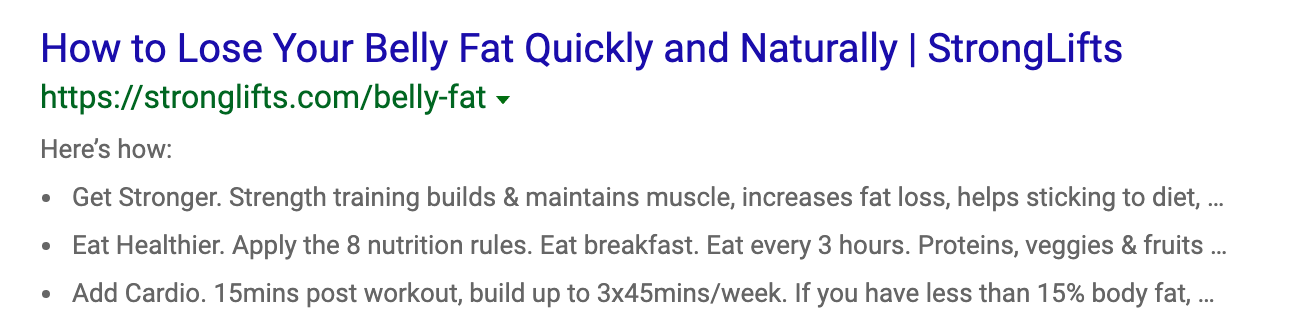 How to Lose Your Belly Fat Quickly and Naturally | StrongLifts
https://stronglifts.com/belly-fat
Here’s how:
• Get Stronger. Strength training builds & maintains muscle, increases fat loss, helps sticking to diet, ...
• Eat Healthier. Apply the 8 nutrition rules. Eat breakfast. Eat every 3 hours. Proteins, veggies & fruits ...
• Add Cardio. 15mins post workout, build up to 3x45mins/week. If you have less than 15% body fat, ...